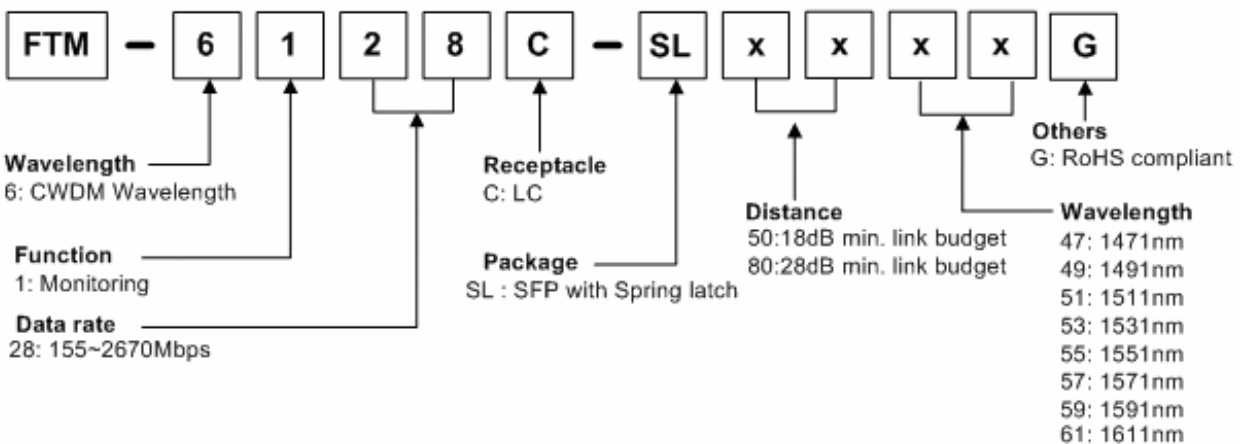 FTM - 6 1 2 8 C - SL x x x x G
Wavelength
6: CWDM Wavelength
Function
1: Monitoring
Data rate
28: 155~2670Mbps
Receptacle
C: LC
Package
SL : SFP with Spring latch
Distance
50:18dB min. link budget
80:28dB min. link budget
Others
G: RoHS compliant
Wavelength
47: 1471nm
49: 1491nm
51: 1511nm
53: 1531nm
55: 1551nm
57: 1571nm
59: 1591nm
61: 1611nm